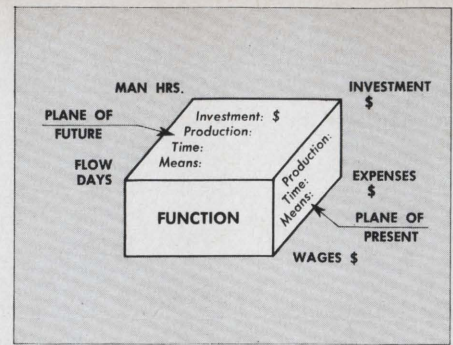 MAN HRS.
INVESTMENT
$
PLANE OF
FUTURE
Investment: $
Production:
Time:
Means:
FLOW
DAYS
Production:
Time:
Means:
EXPENSES
$
FUNCTION
PLANE OF
PRESENT
WAGES $